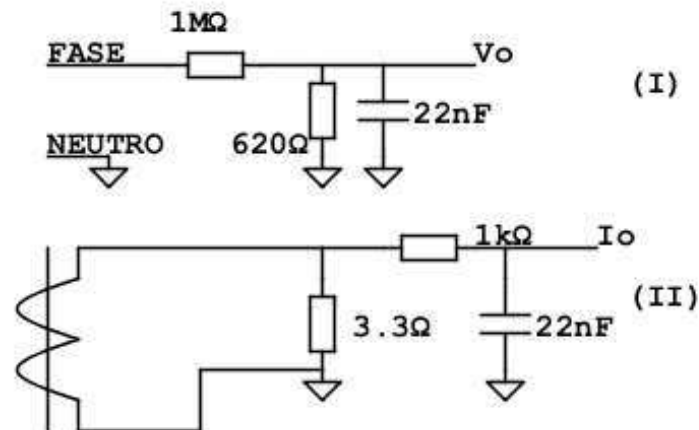 1MΩ
FASE
Vo
(I)
22nF
NEUTRO
620Ω
1kΩ
Io
(II)
3.3Ω
22nF